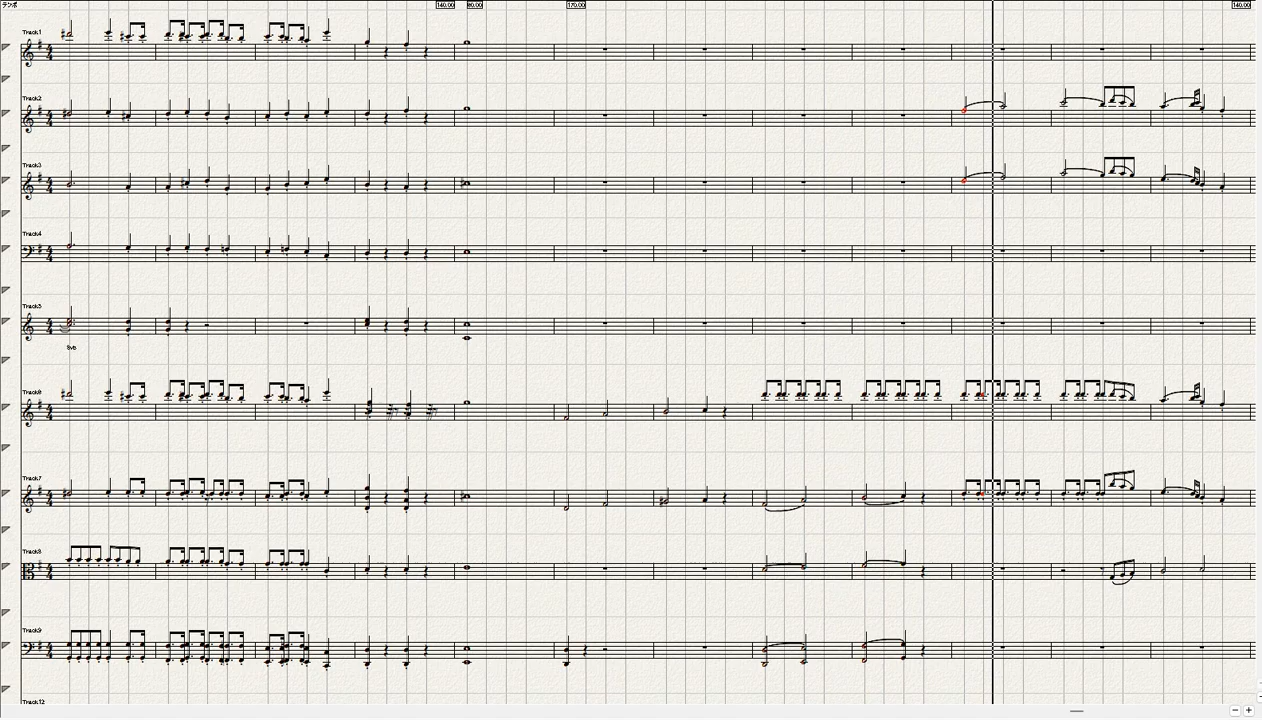 テンポ
140.00
80.00
170.00
140.00
Track1
Track2
Track3
Track4
Track5
8vb
Track6
Track7
Track8
Track9
Track12